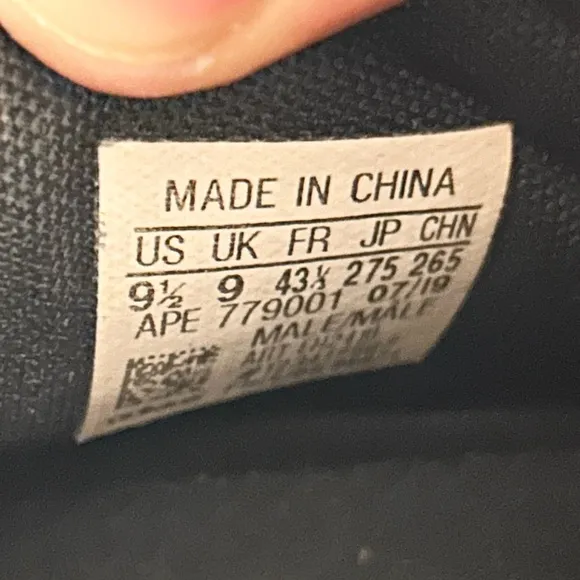 MADE IN CHINA
US UK FR JP CHN
9½ 9 43⅓ 275 265
APE 779001 07/19
MALE/MALE
ART